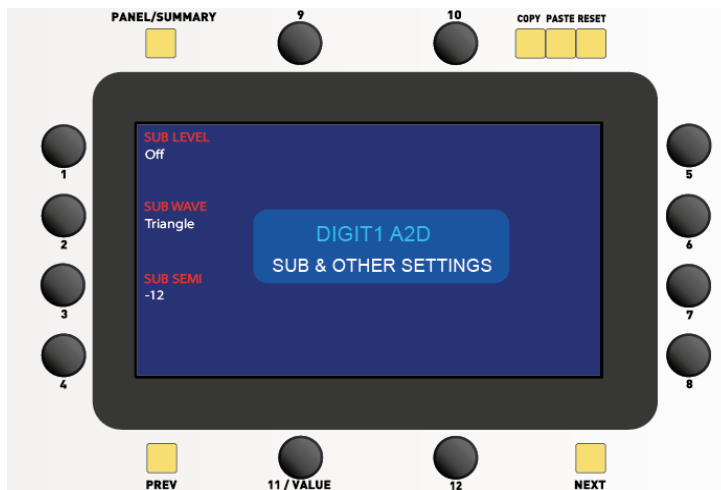 PANEL/SUMMARY
9
10
COPY PASTE RESET
SUB LEVEL
Off
1
5
SUB WAVE
Triangle
DIGIT1 A2D
2
6
SUB & OTHER SETTINGS
SUB SEMI
-12
3
7
4
8
PREV
11 / VALUE
12
NEXT